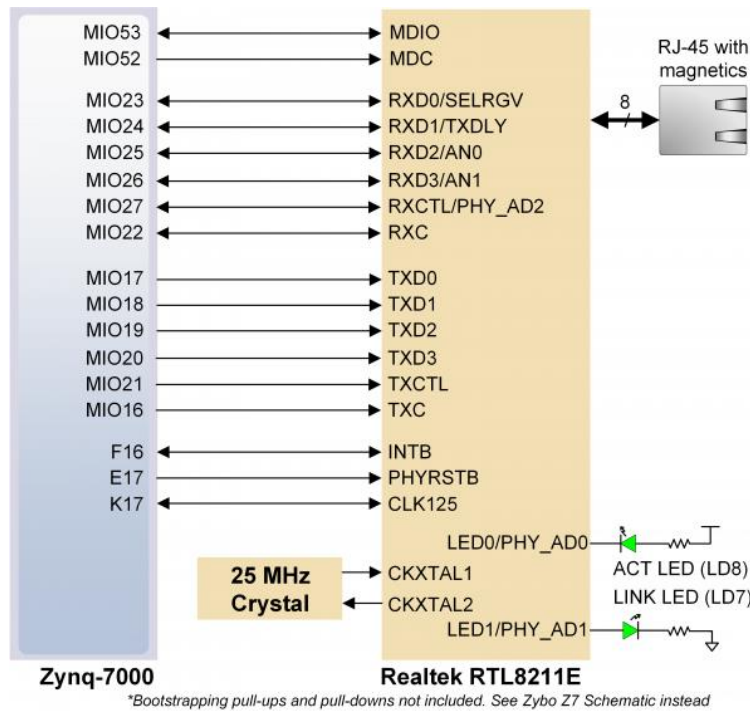 MIO53 MDIO
MIO52 MDC
RJ-45 with
magnetics
MIO23 RXD0/SELRGV
8
MIO24 RXD1/TXDLY
MIO25 RXD2/AN0
MIO26 RXD3/AN1
MIO27 RXCTL/PHY_AD2
MIO22 RXC
MIO17 TXD0
MIO18 TXD1
MIO19 TXD2
MIO20 TXD3
MIO21 TXCTL
MIO16 TXC
F16 INTB
E17 PHYRSTB
K17 CLK125
LED0/PHY_AD0
ACT LED (LD8)
25 MHz
Crystal
CKXTAL1
CKXTAL2
LINK LED (LD7)
LED1/PHY_AD1
Zynq-7000
Realtek RTL8211E
*Bootstrapping pull-ups and pull-downs not included. See Zybo Z7 Schematic instead